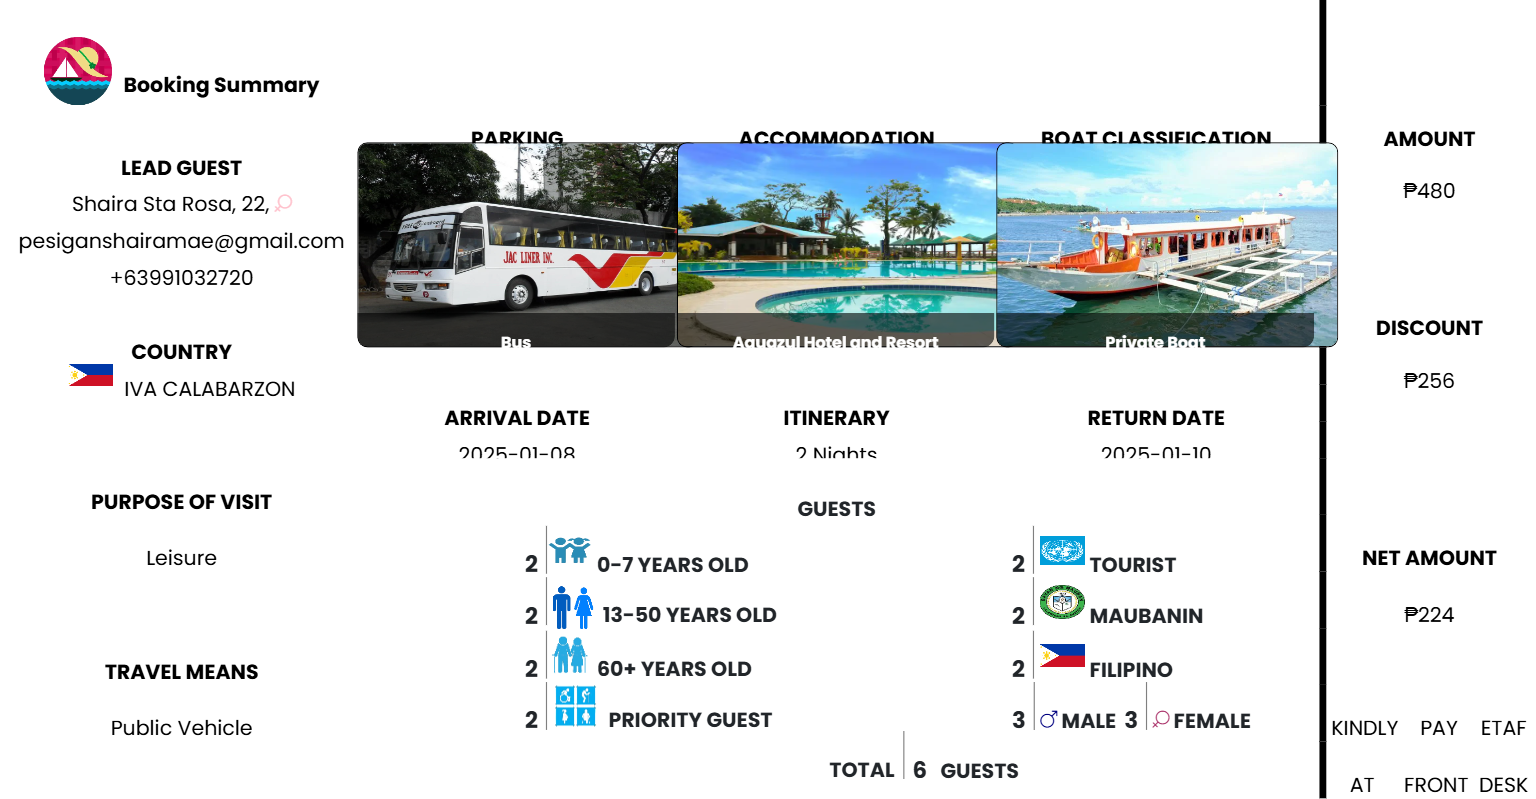 Booking Summary
LEAD GUEST
Shaira Sta Rosa, 22,
pesiganshairamae@gmail.com
+63991032720
COUNTRY
IVA CALABARZON
PURPOSE OF VISIT
Leisure
TRAVEL MEANS
Public Vehicle
PARKING
JAC LINER INC.
Bus
ACCOMMODATION
Aquazul Hotel and Resort
BOAT CLASSIFICATION
Private Boat
ARRIVAL DATE
2025-01-08
ITINERARY
2 Nights
RETURN DATE
2025-01-10
GUESTS
2 0-7 YEARS OLD
2 13-50 YEARS OLD
2 60+ YEARS OLD
2 PRIORITY GUEST
2 TOURIST
2 MAUBANIN
2 FILIPINO
3 MALE 3 FEMALE
TOTAL 6 GUESTS
AMOUNT
₱480
DISCOUNT
₱256
NET AMOUNT
₱224
KINDLY PAY ETAF
AT FRONT DESK